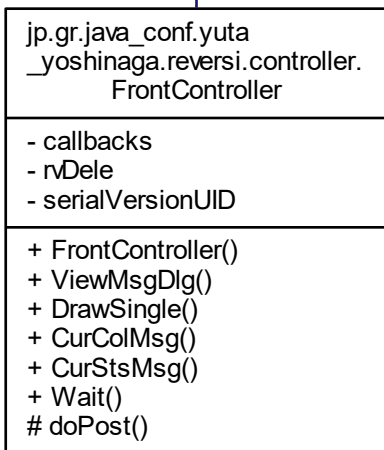 jp.gr.java_conf.yuta
_yoshinaga.reversi.controller.
FrontController
- callbacks
- rvDele
- serialVersionUID
+ FrontController()
+ ViewMsgDlg()
+ DrawSingle()
+ CurColMsg()
+ CurStsMsg()
+ Wait()
# doPost()